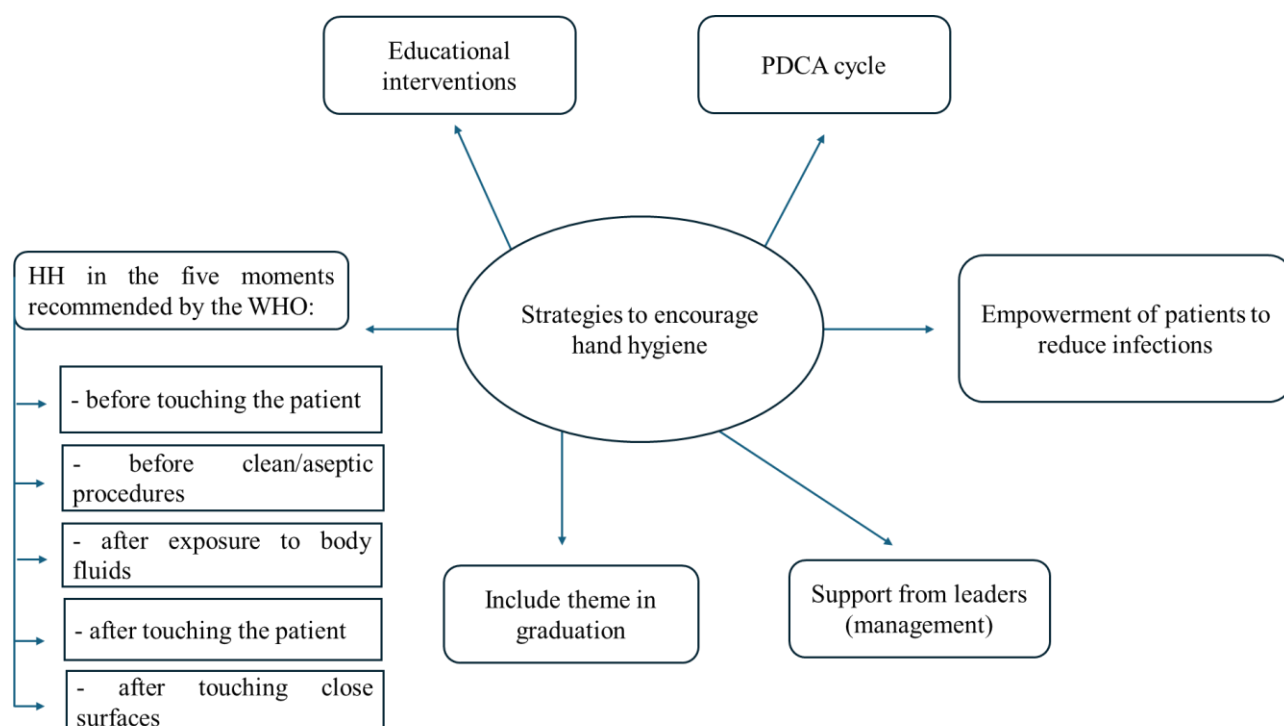 Educational
interventions
PDCA cycle
HH in the five moments
recommended by the WHO:
Strategies to encourage
hand hygiene
Empowerment of patients to
reduce infections
- before touching the patient
- before clean/aseptic
procedures
- after exposure to body
fluids
- after touching the patient
- after touching close
surfaces
Include theme in
graduation
Support from leaders
(management)